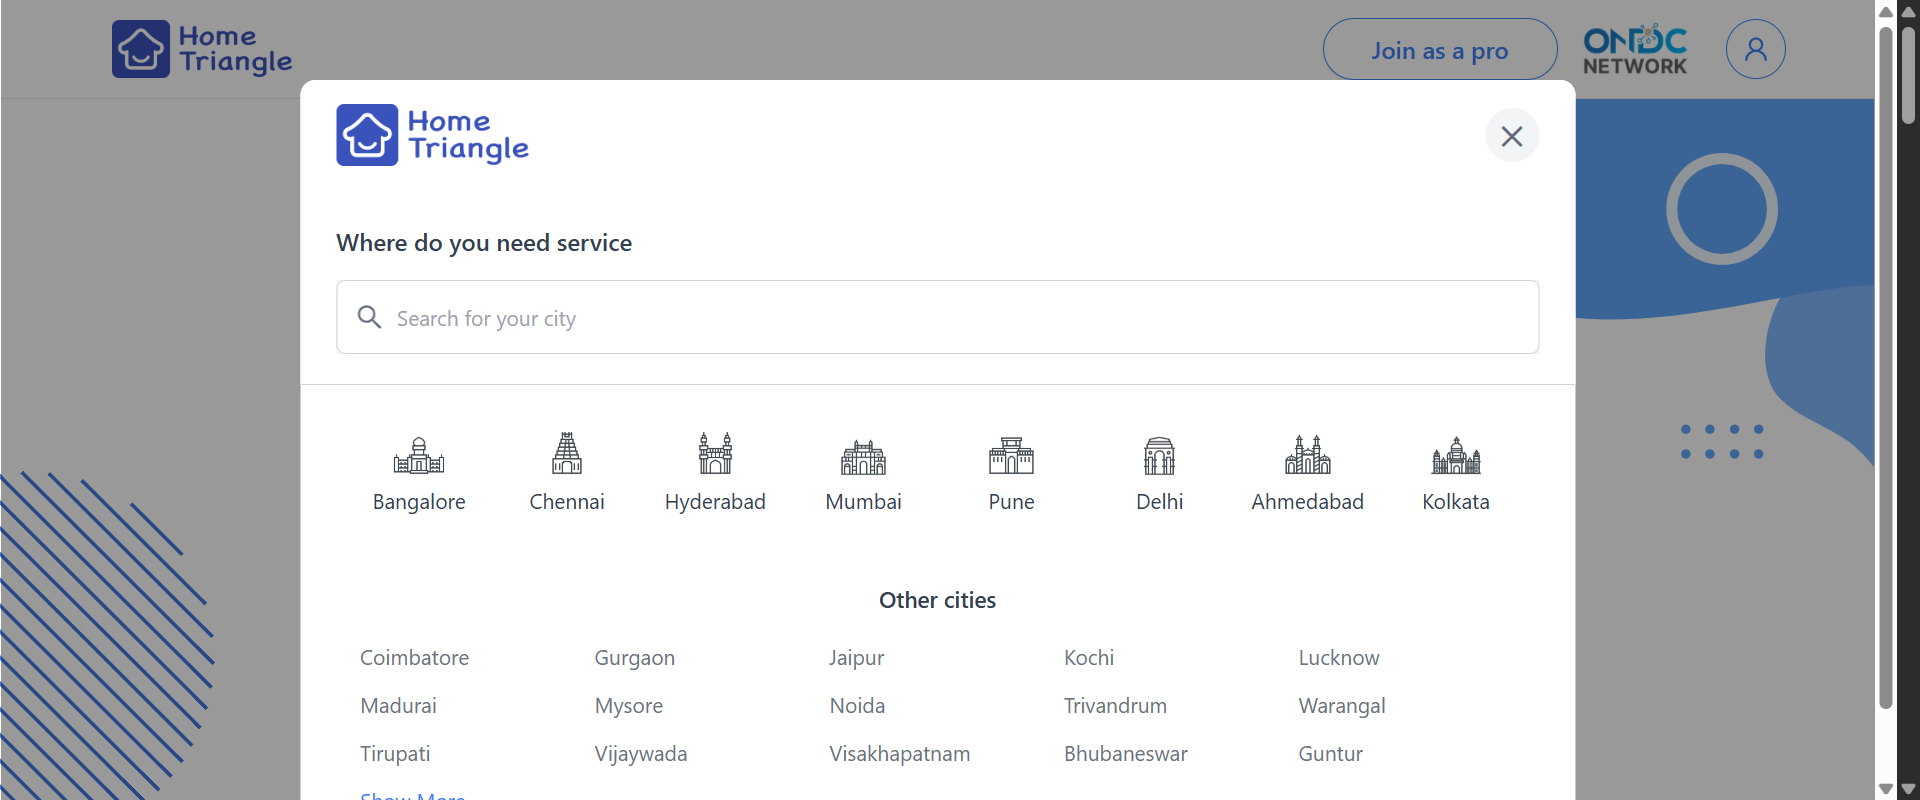 Home
Triangle
Join as a pro
ONDC
NETWORK
Home
Triangle
Where do you need service
Search for your city
Bangalore
Chennai
Hyderabad
Mumbai
Pune
Delhi
Ahmedabad
Kolkata
Other cities
Coimbatore
Gurgaon
Jaipur
Kochi
Lucknow
Madurai
Mysore
Noida
Trivandrum
Warangal
Tirupati
Vijaywada
Visakhapatnam
Bhubaneswar
Guntur
Show More